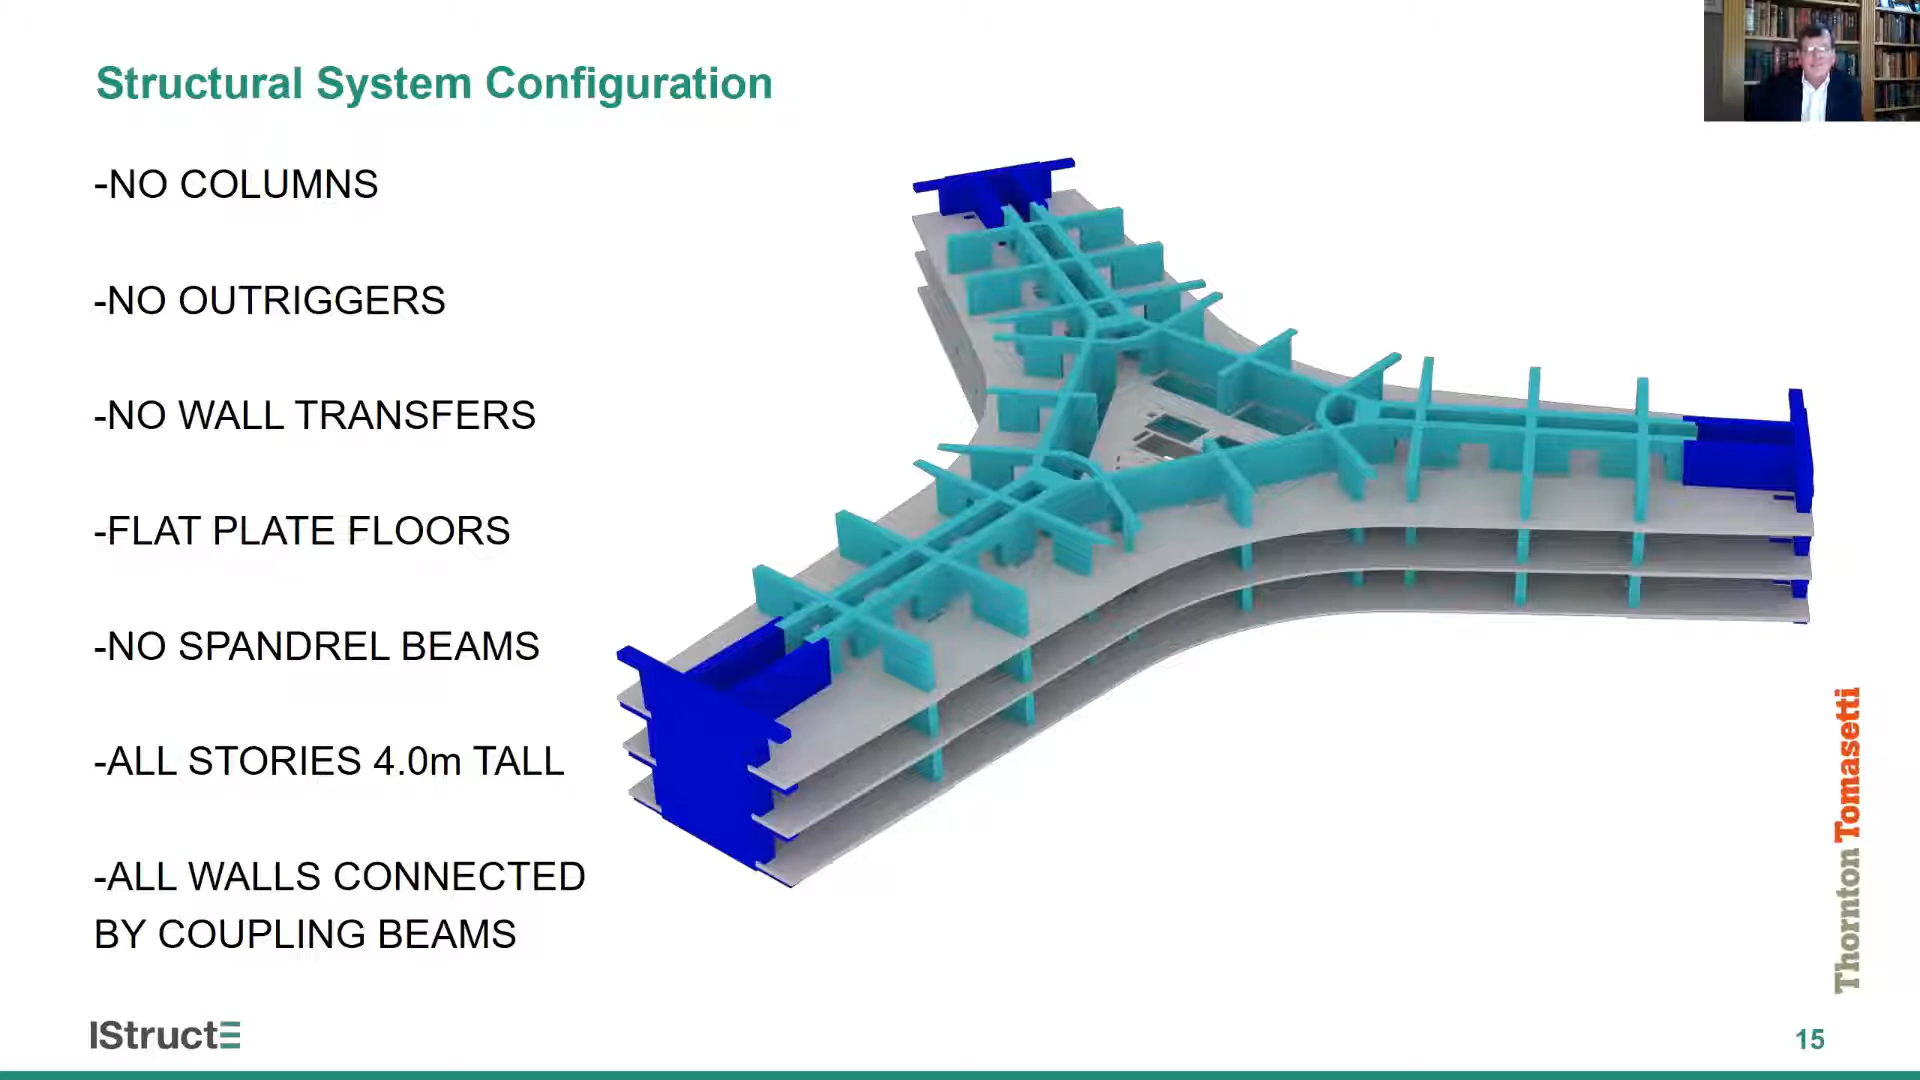 Structural System Configuration
-NO COLUMNS
-NO OUTRIGGERS
-NO WALL TRANSFERS
-FLAT PLATE FLOORS
-NO SPANDREL BEAMS
-ALL STORIES 4.0m TALL
-ALL WALLS CONNECTED
BY COUPLING BEAMS
Thornton Tomasetti
IStructE
15